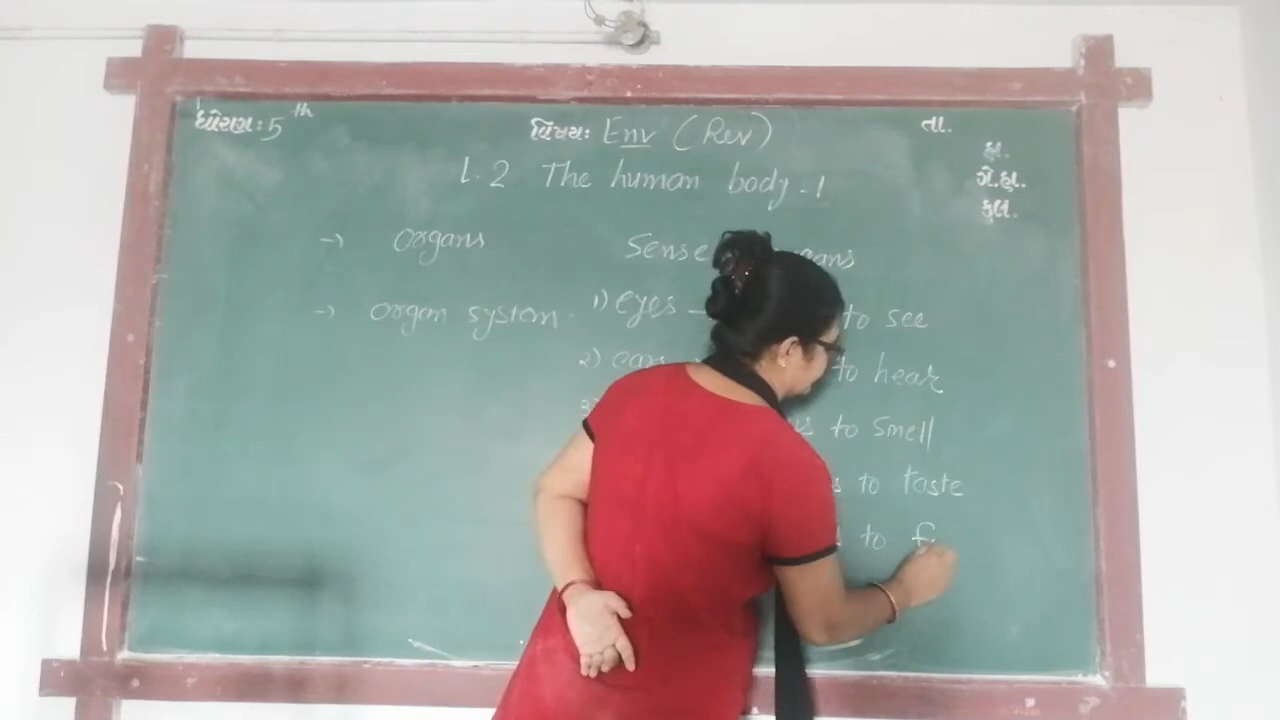 ધોરણ: 5th
વિષય: Env (Rev)
તા.
હા.
ગે.હા.
કુલ.
L.2 The human body - 1
→ organs
→ organ system.
Sense
1) eyes - to see
2) ears to hear
3) us to smell
s to taste
to f